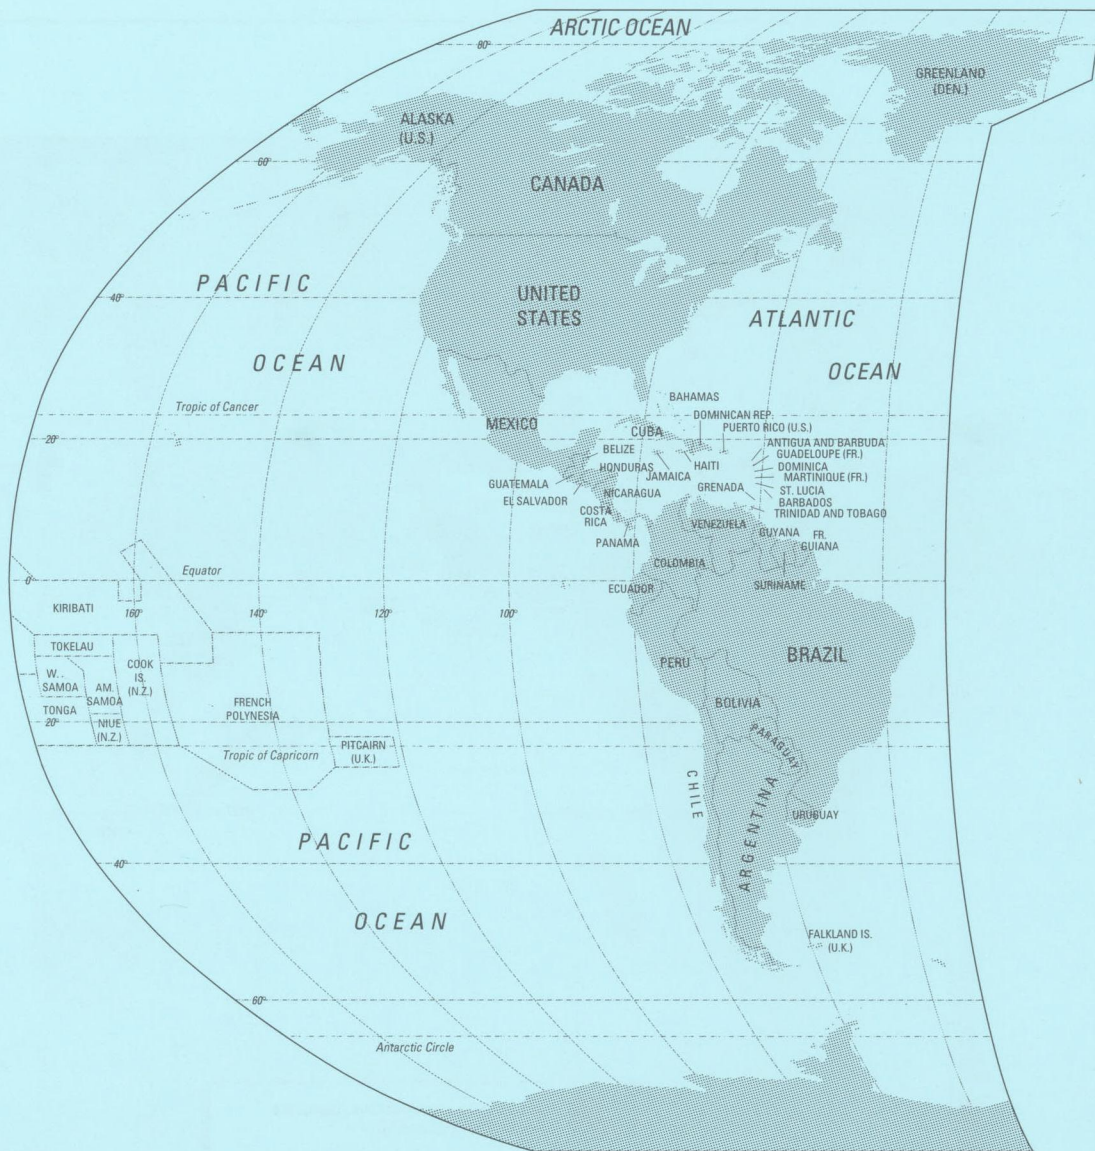 ARCTIC OCEAN
80°
GREENLAND
(DEN.)
ALASKA
(U.S.)
60°
CANADA
PACIFIC
OCEAN
40°
UNITED
STATES
ATLANTIC
OCEAN
Tropic of Cancer
20°
MEXICO
BAHAMAS
CUBA
DOMINICAN REP.
PUERTO RICO (U.S.)
ANTIGUA AND BARBUDA
GUADELOUPE (FR.)
DOMINICA
MARTINIQUE (FR.)
ST. LUCIA
BARBADOS
TRINIDAD AND TOBAGO
BELIZE
HONDURAS
JAMAICA
HAITI
GRENADA
GUATEMALA
EL SALVADOR
NICARAGUA
COSTA
RICA
PANAMA
VENEZUELA
GUYANA
FR.
GUIANA
COLOMBIA
SURINAME
ECUADOR
Equator
0°
160°
140°
120°
100°
KIRIBATI
TOKELAU
W.
SAMOA
AM.
SAMOA
COOK
IS.
(N.Z.)
TONGA
NIUE
(N.Z.)
20°
FRENCH
POLYNESIA
PITCAIRN
(U.K.)
Tropic of Capricorn
PERU
BRAZIL
BOLIVIA
PARAGUAY
CHILE
ARGENTINA
URUGUAY
PACIFIC
OCEAN
40°
FALKLAND IS.
(U.K.)
60°
Antarctic Circle